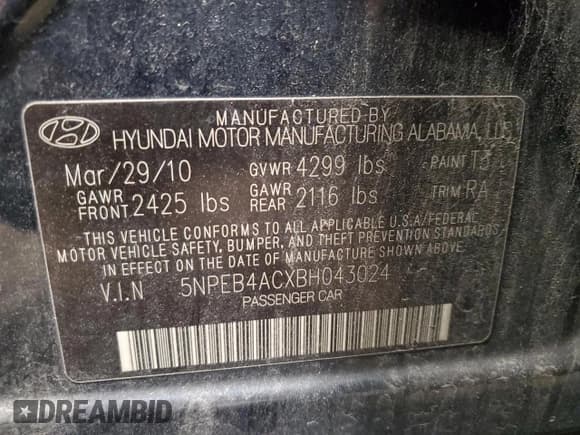 MANUFACTURED BY
HYUNDAI MOTOR MANUFACTURING ALABAMA, LLC
Mar/29/10 GVWR 4299 lbs PAINT T3
GAWR FRONT 2425 lbs GAWR REAR 2116 lbs TRIM RA
THIS VEHICLE CONFORMS TO ALL APPLICABLE U.S.A/FEDERAL
MOTOR VEHICLE SAFETY, BUMPER, AND THEFT PREVENTION STANDARDS
IN EFFECT ON THE DATE OF MANUFACTURE SHOWN ABOVE.
V.I.N 5NPEB4ACXBH043024
PASSENGER CAR
DREAMBID